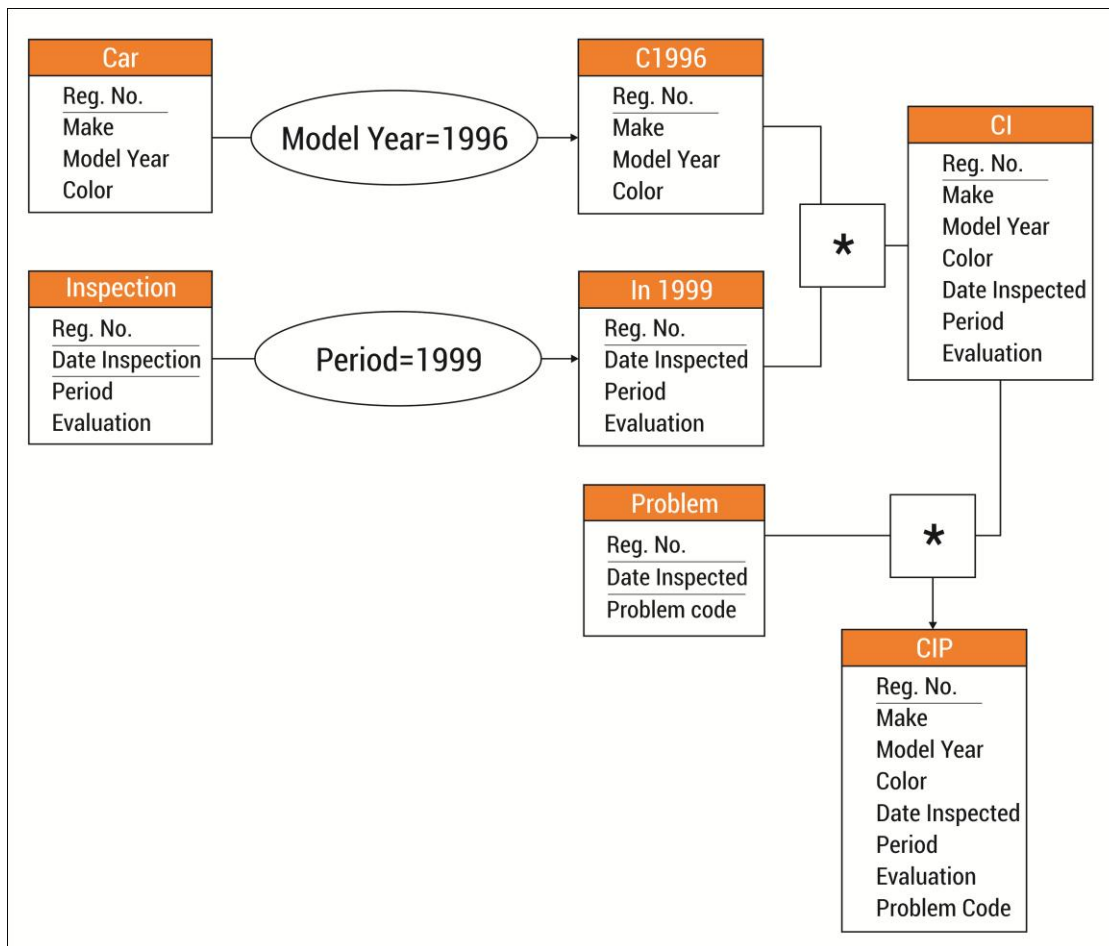 Car
Reg. No.
Make
Model Year
Color
Model Year=1996
C1996
Reg. No.
Make
Model Year
Color
Inspection
Reg. No.
Date Inspection
Period
Evaluation
Period=1999
In 1999
Reg. No.
Date Inspected
Period
Evaluation
*
CI
Reg. No.
Make
Model Year
Color
Date Inspected
Period
Evaluation
Problem
Reg. No.
Date Inspected
Problem code
*
CIP
Reg. No.
Make
Model Year
Color
Date Inspected
Period
Evaluation
Problem Code